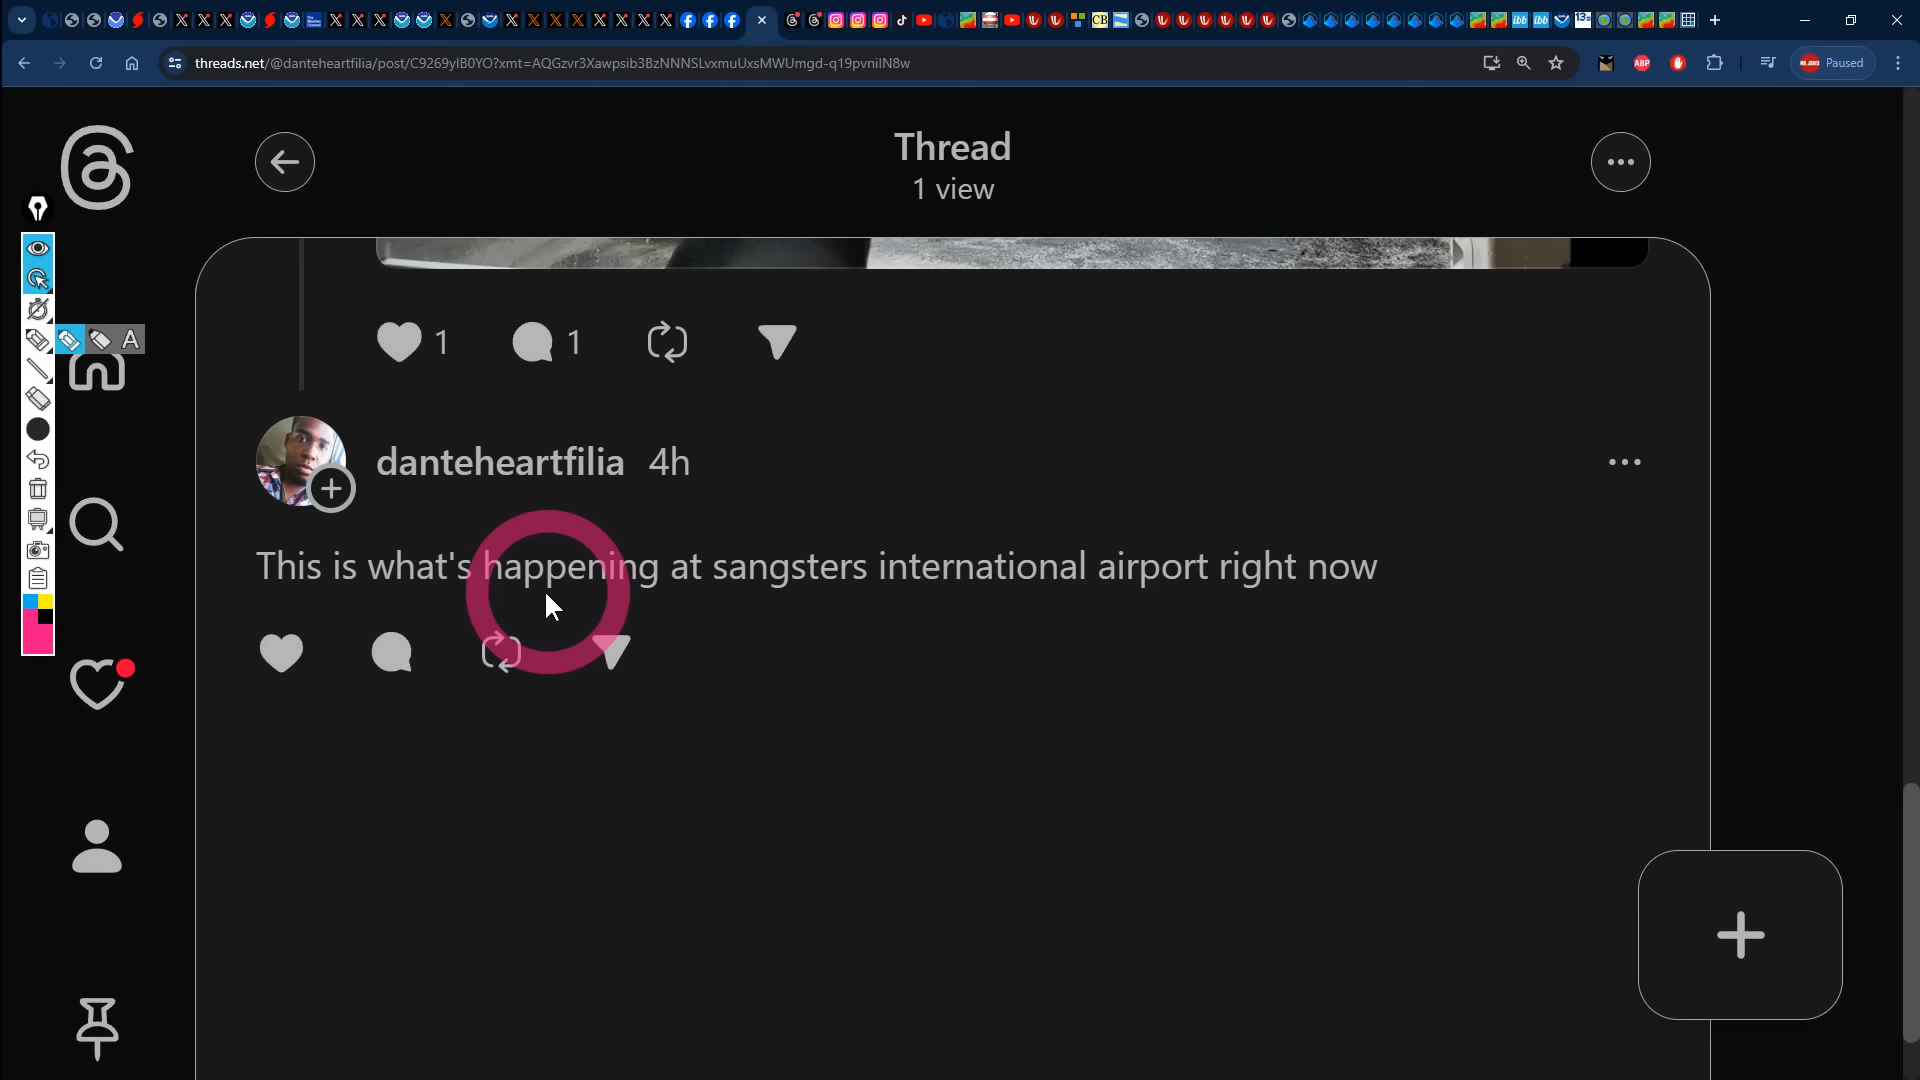 threads.net/@danteheartfilia/post/C9269yIB0YO?xmt=AQGzvr3Xawpsib3BzNNNSLvxmuUxsMWUmgd-q19pvnilN8w
ABP
Paused
Thread
1 view
A
1 1
danteheartfilia 4h
This is what's happening at sangsters international airport right now